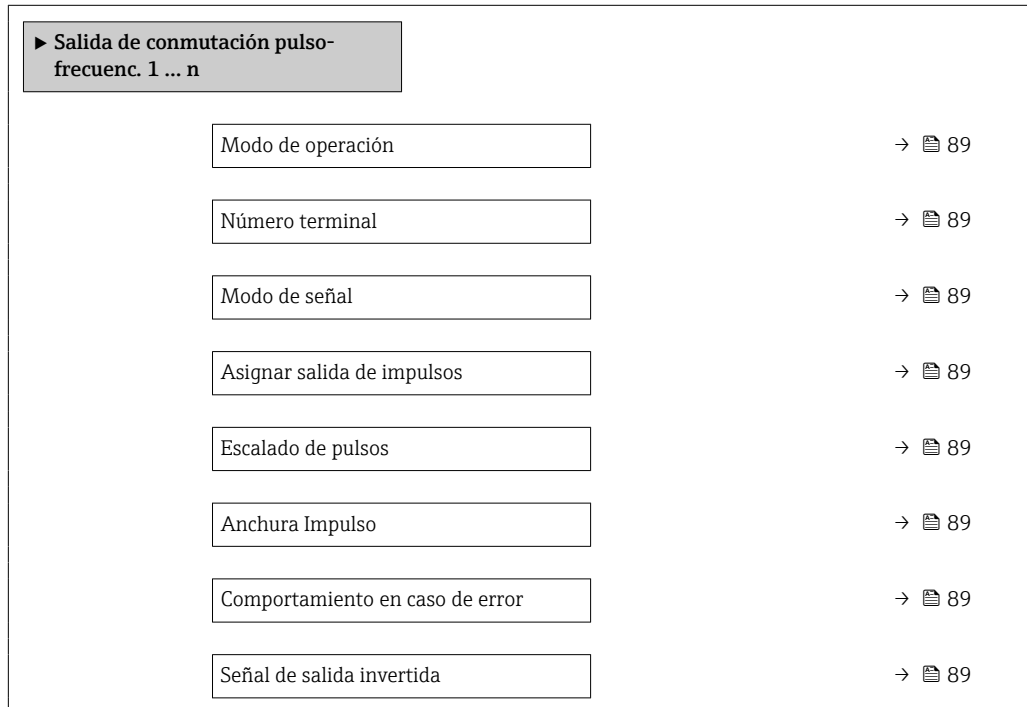 ▶ Salida de conmutación pulso-
frecuenc. 1 ... n
Modo de operación → 89
Número terminal → 89
Modo de señal → 89
Asignar salida de impulsos → 89
Escalado de pulsos → 89
Anchura Impulso → 89
Comportamiento en caso de error → 89
Señal de salida invertida → 89